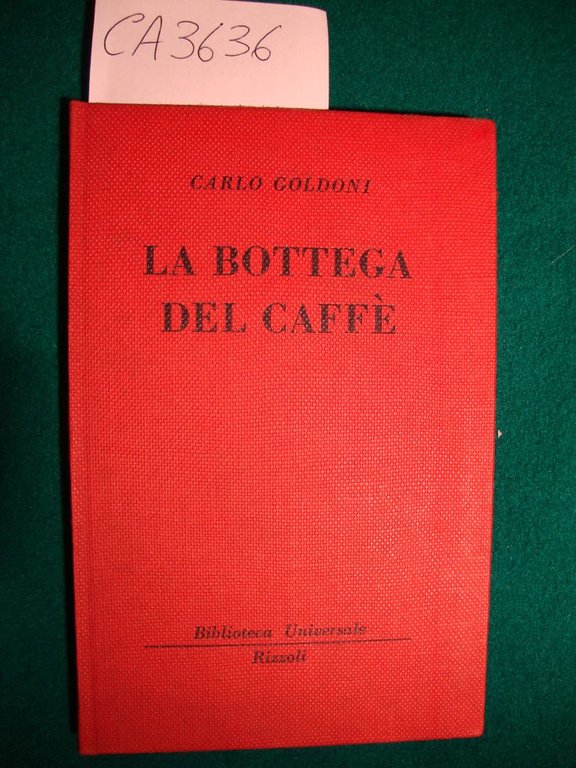 CA3636
CARLO GOLDONI
LA BOTTEGA
DEL CAFFÈ
Biblioteca Universale
Rizzoli